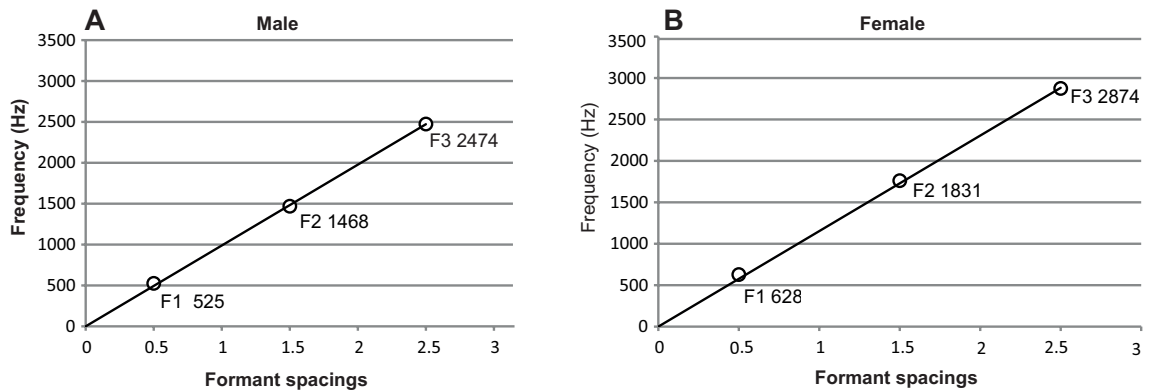 A
Male
3500
3000
2500
2000
1500
1000
500
0
Frequency (Hz)
F3 2474
F2 1468
F1 525
0 0.5 1 1.5 2 2.5 3
Formant spacings
B
Female
3500
3000
2500
2000
1500
1000
500
0
Frequency (Hz)
F3 2874
F2 1831
F1 628
0 0.5 1 1.5 2 2.5 3
Formant spacings